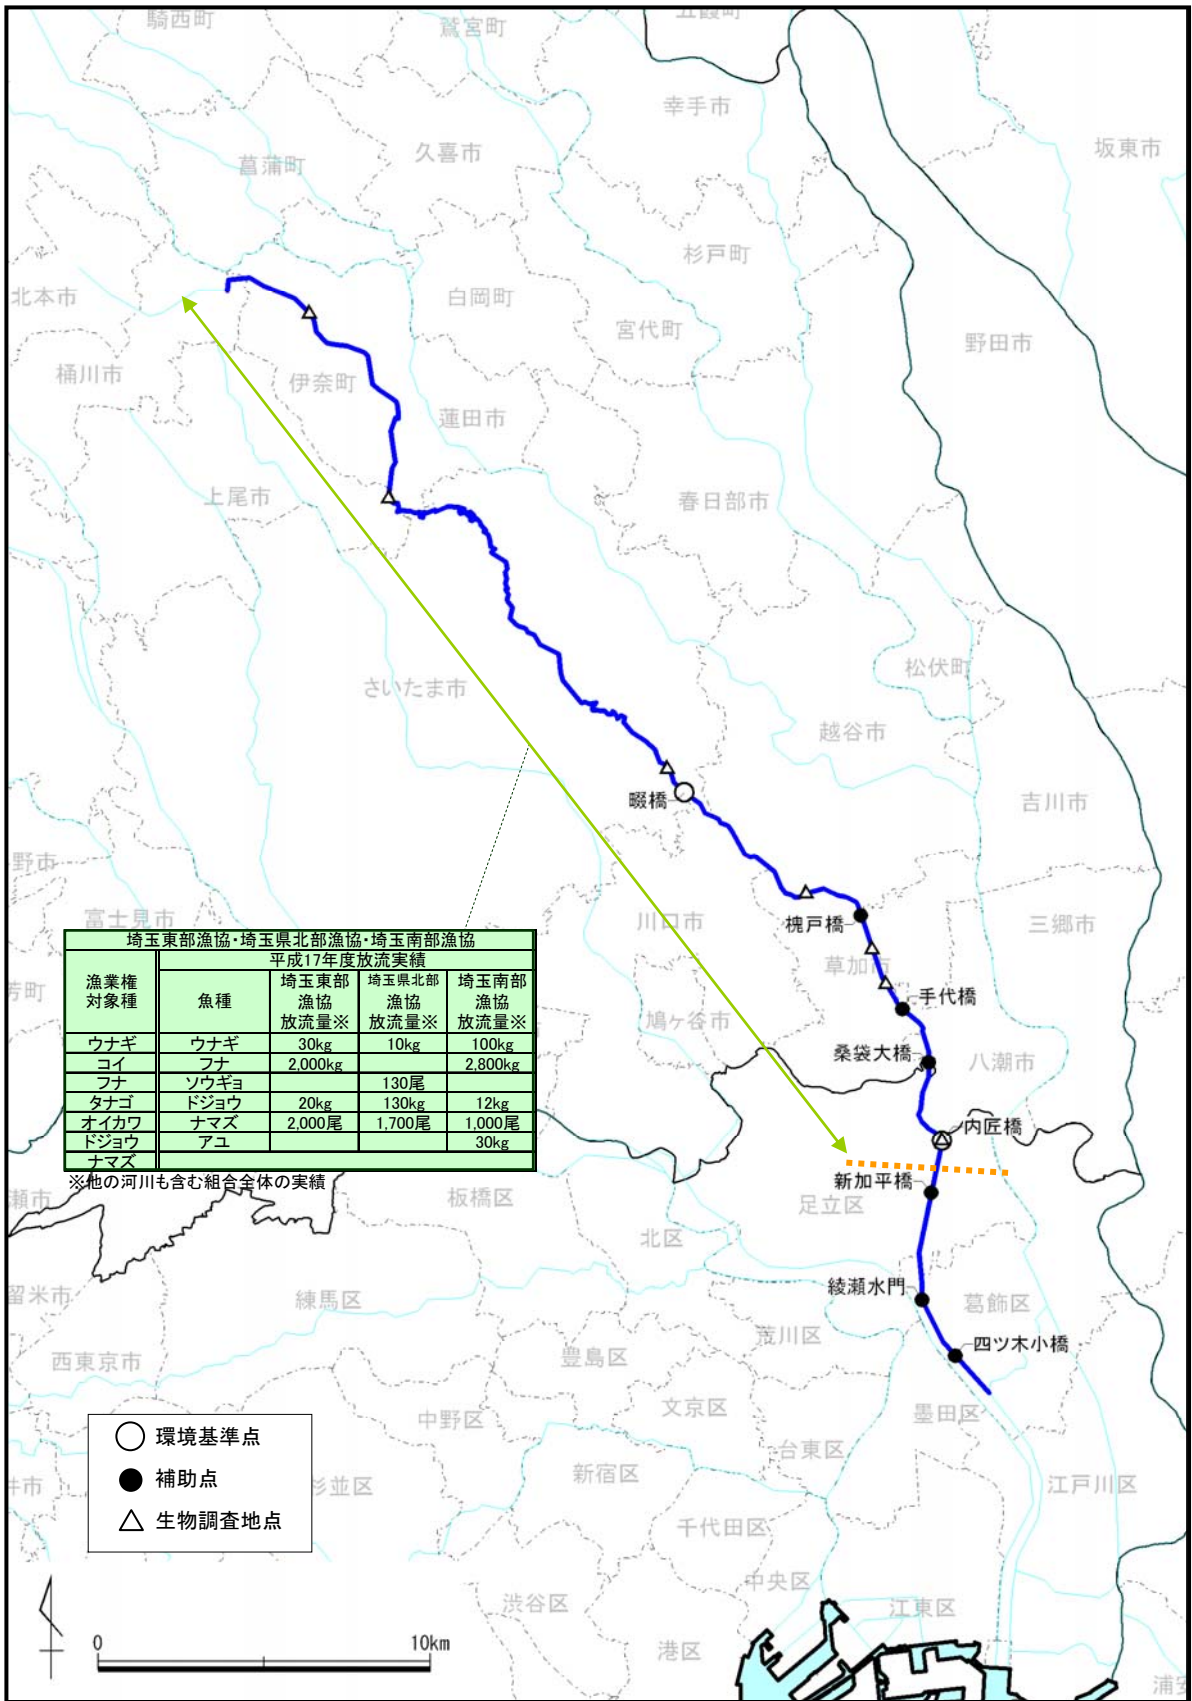 騎西町
鷲宮町
五霞町
幸手市
坂東市
久喜市
菖蒲町
杉戸町
北本市
白岡町
宮代町
野田市
桶川市
伊奈町
蓮田市
上尾市
春日部市
さいたま市
松伏町
越谷市
畷橋
吉川市
野市
富士見市
川口市
槐戸橋
三郷市
草加市
芳町
鳩ヶ谷市
手代橋
桑袋大橋
八潮市
内匠橋
埼玉東部漁協・埼玉県北部漁協・埼玉南部漁協
漁業権対象種 平成17年度放流実績
魚種 埼玉東部漁協放流量※ 埼玉県北部漁協放流量※ 埼玉南部漁協放流量※
ウナギ ウナギ 30kg 10kg 100kg
コイ フナ 2,000kg 2,800kg
フナ ソウギョ 130尾
タナゴ ドジョウ 20kg 130kg 12kg
オイカワ ナマズ 2,000尾 1,700尾 1,000尾
ドジョウ アユ 30kg
ナマズ
※他の河川も含む組合全体の実績
新加平橋
瀬市
板橋区
足立区
北区
留米市
練馬区
綾瀬水門
葛飾区
荒川区
四ツ木小橋
西東京市
豊島区
中野区
文京区
墨田区
台東区
環境基準点
補助点
生物調査地点
井市
杉並区
新宿区
江戸川区
千代田区
中央区
渋谷区
江東区
港区
浦安
0 10km